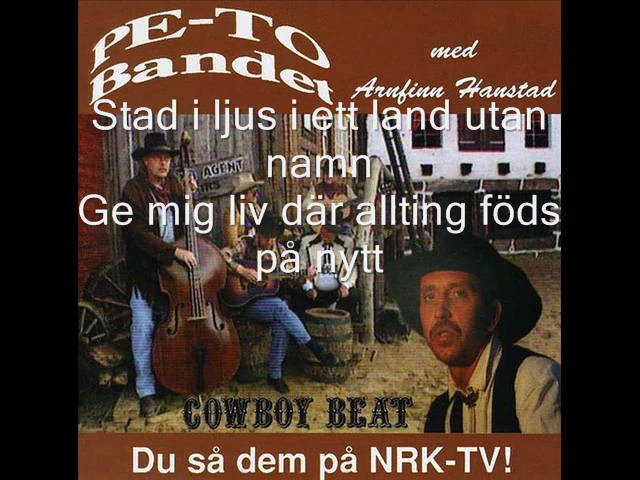 PE-TO
Bandet
med
Arnfinn Hanstad
Stad i ljus i ett land utan
namn
Ge mig liv där allting föds
på nytt
AGENT
COWBOY BEAT
Du så dem på NRK-TV!